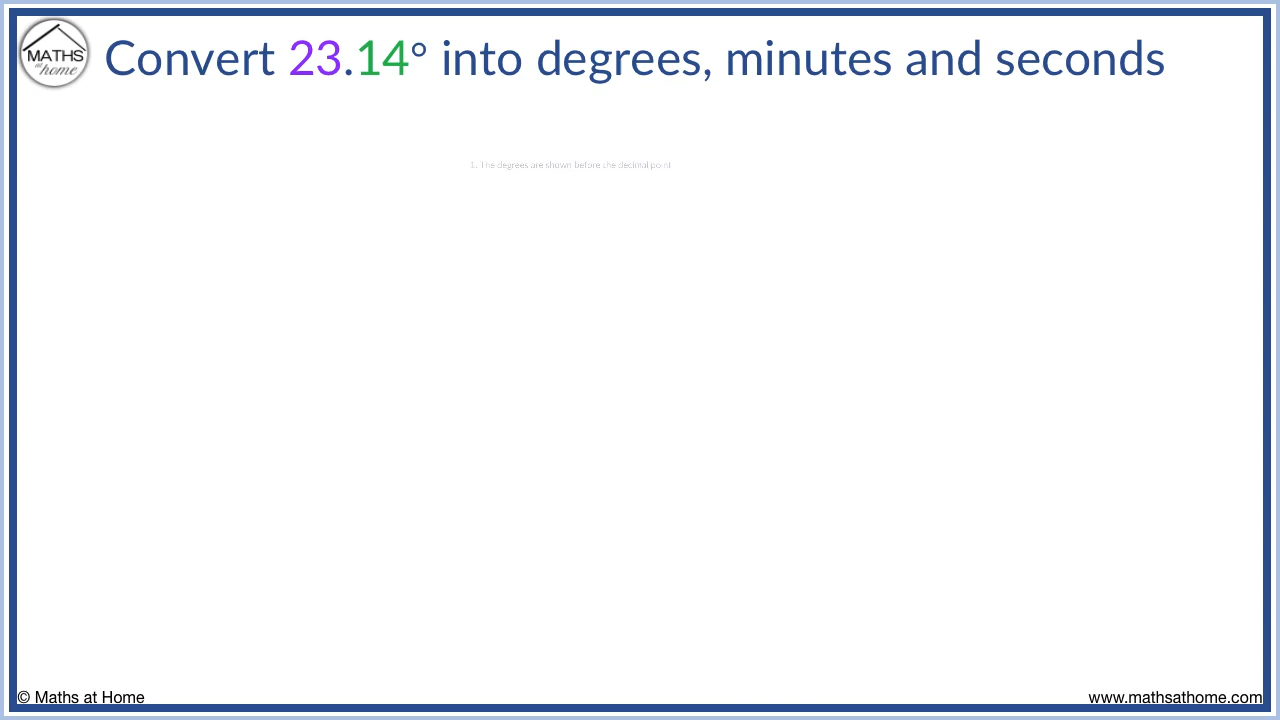 MATHS
at home
Convert 23.14° into degrees, minutes and seconds
1. The degrees are shown before the decimal point
© Maths at Home
www.mathsathome.com